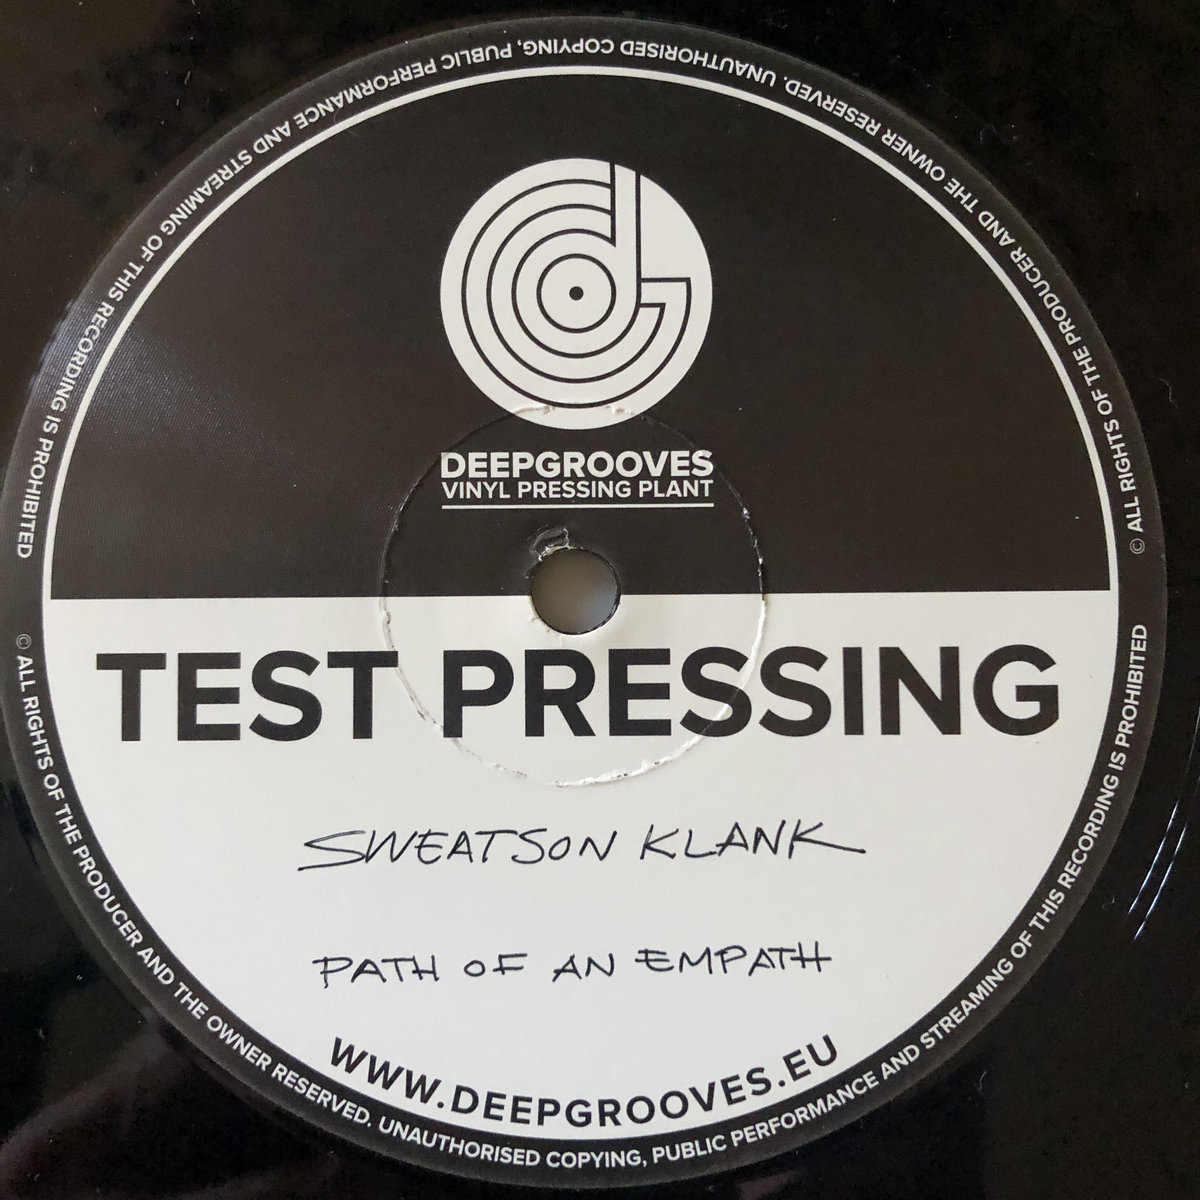 © ALL RIGHTS OF THE PRODUCER AND THE OWNER RESERVED. UNAUTHORISED COPYING, PUBLIC PERFORMANCE AND STREAMING OF THIS RECORDING IS PROHIBITED
DEEPGROOVES
VINYL PRESSING PLANT
TEST PRESSING
SWEATSON KLANK
PATH OF AN EMPATH
WWW.DEEPGROOVES.EU
© ALL RIGHTS OF THE PRODUCER AND THE OWNER RESERVED. UNAUTHORISED COPYING, PUBLIC PERFORMANCE AND STREAMING OF THIS RECORDING IS PROHIBITED